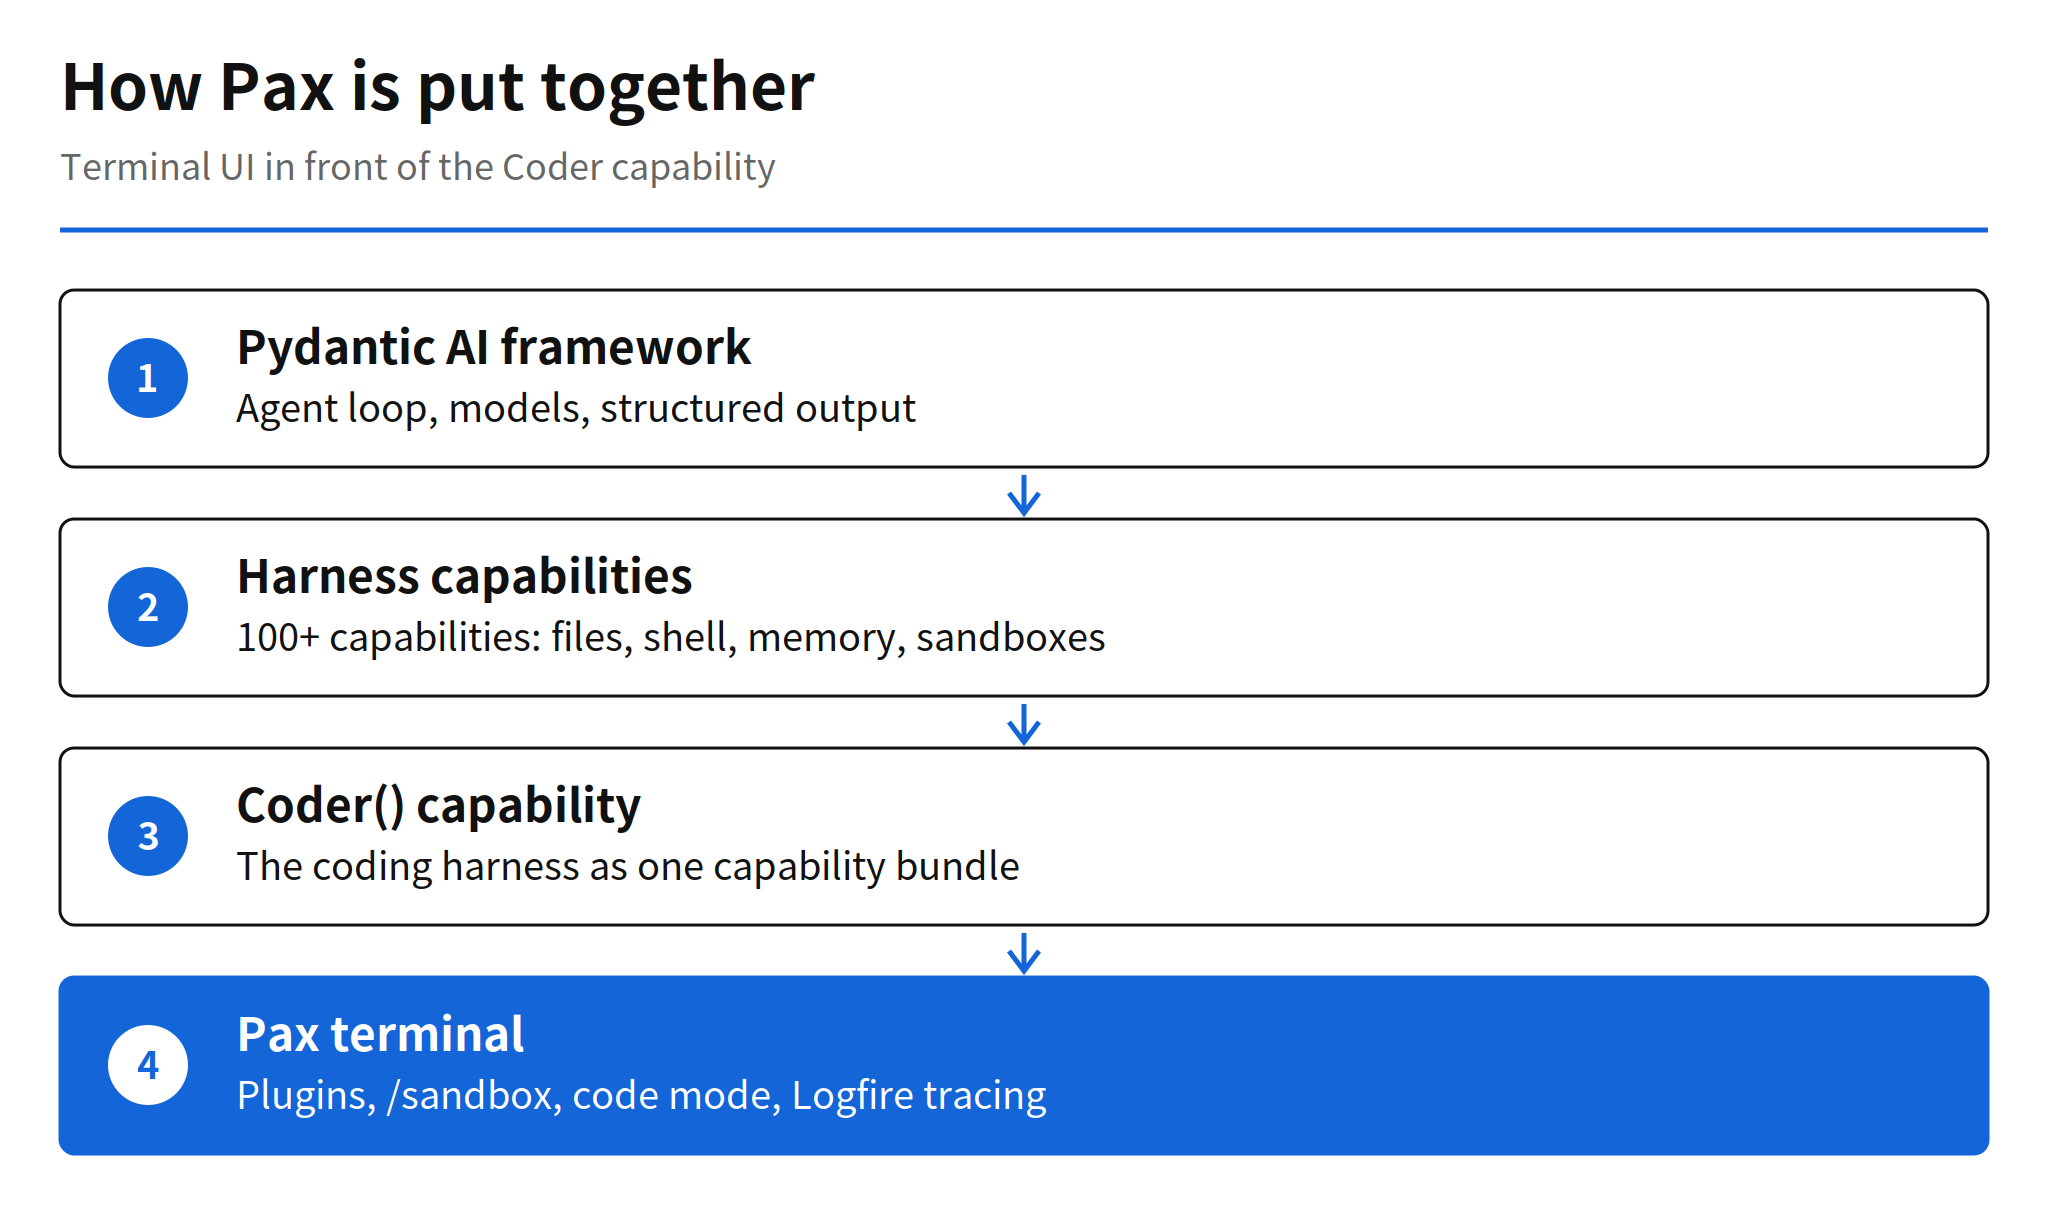 How Pax is put together
Terminal UI in front of the Coder capability
1
Pydantic AI framework
Agent loop, models, structured output
2
Harness capabilities
100+ capabilities: files, shell, memory, sandboxes
3
Coder() capability
The coding harness as one capability bundle
4
Pax terminal
Plugins, /sandbox, code mode, Logfire tracing